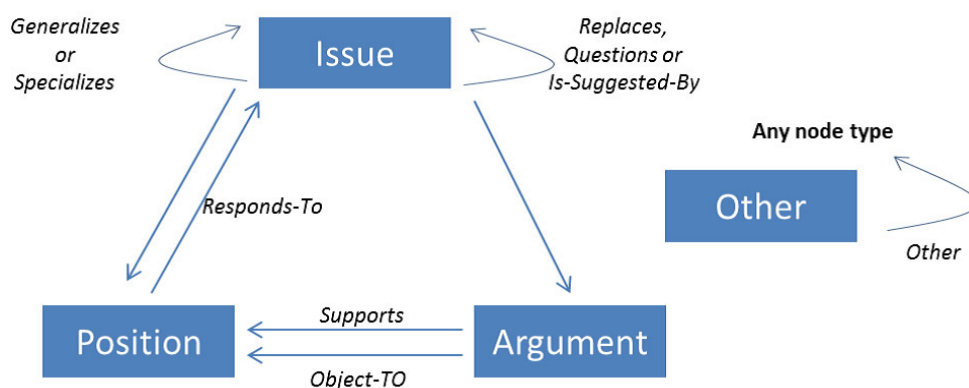 Generalizes
or
Specializes
Issue
Replaces,
Questions or
Is-Suggested-By
Any node type
Other
Other
Responds-To
Position
Supports
Object-TO
Argument